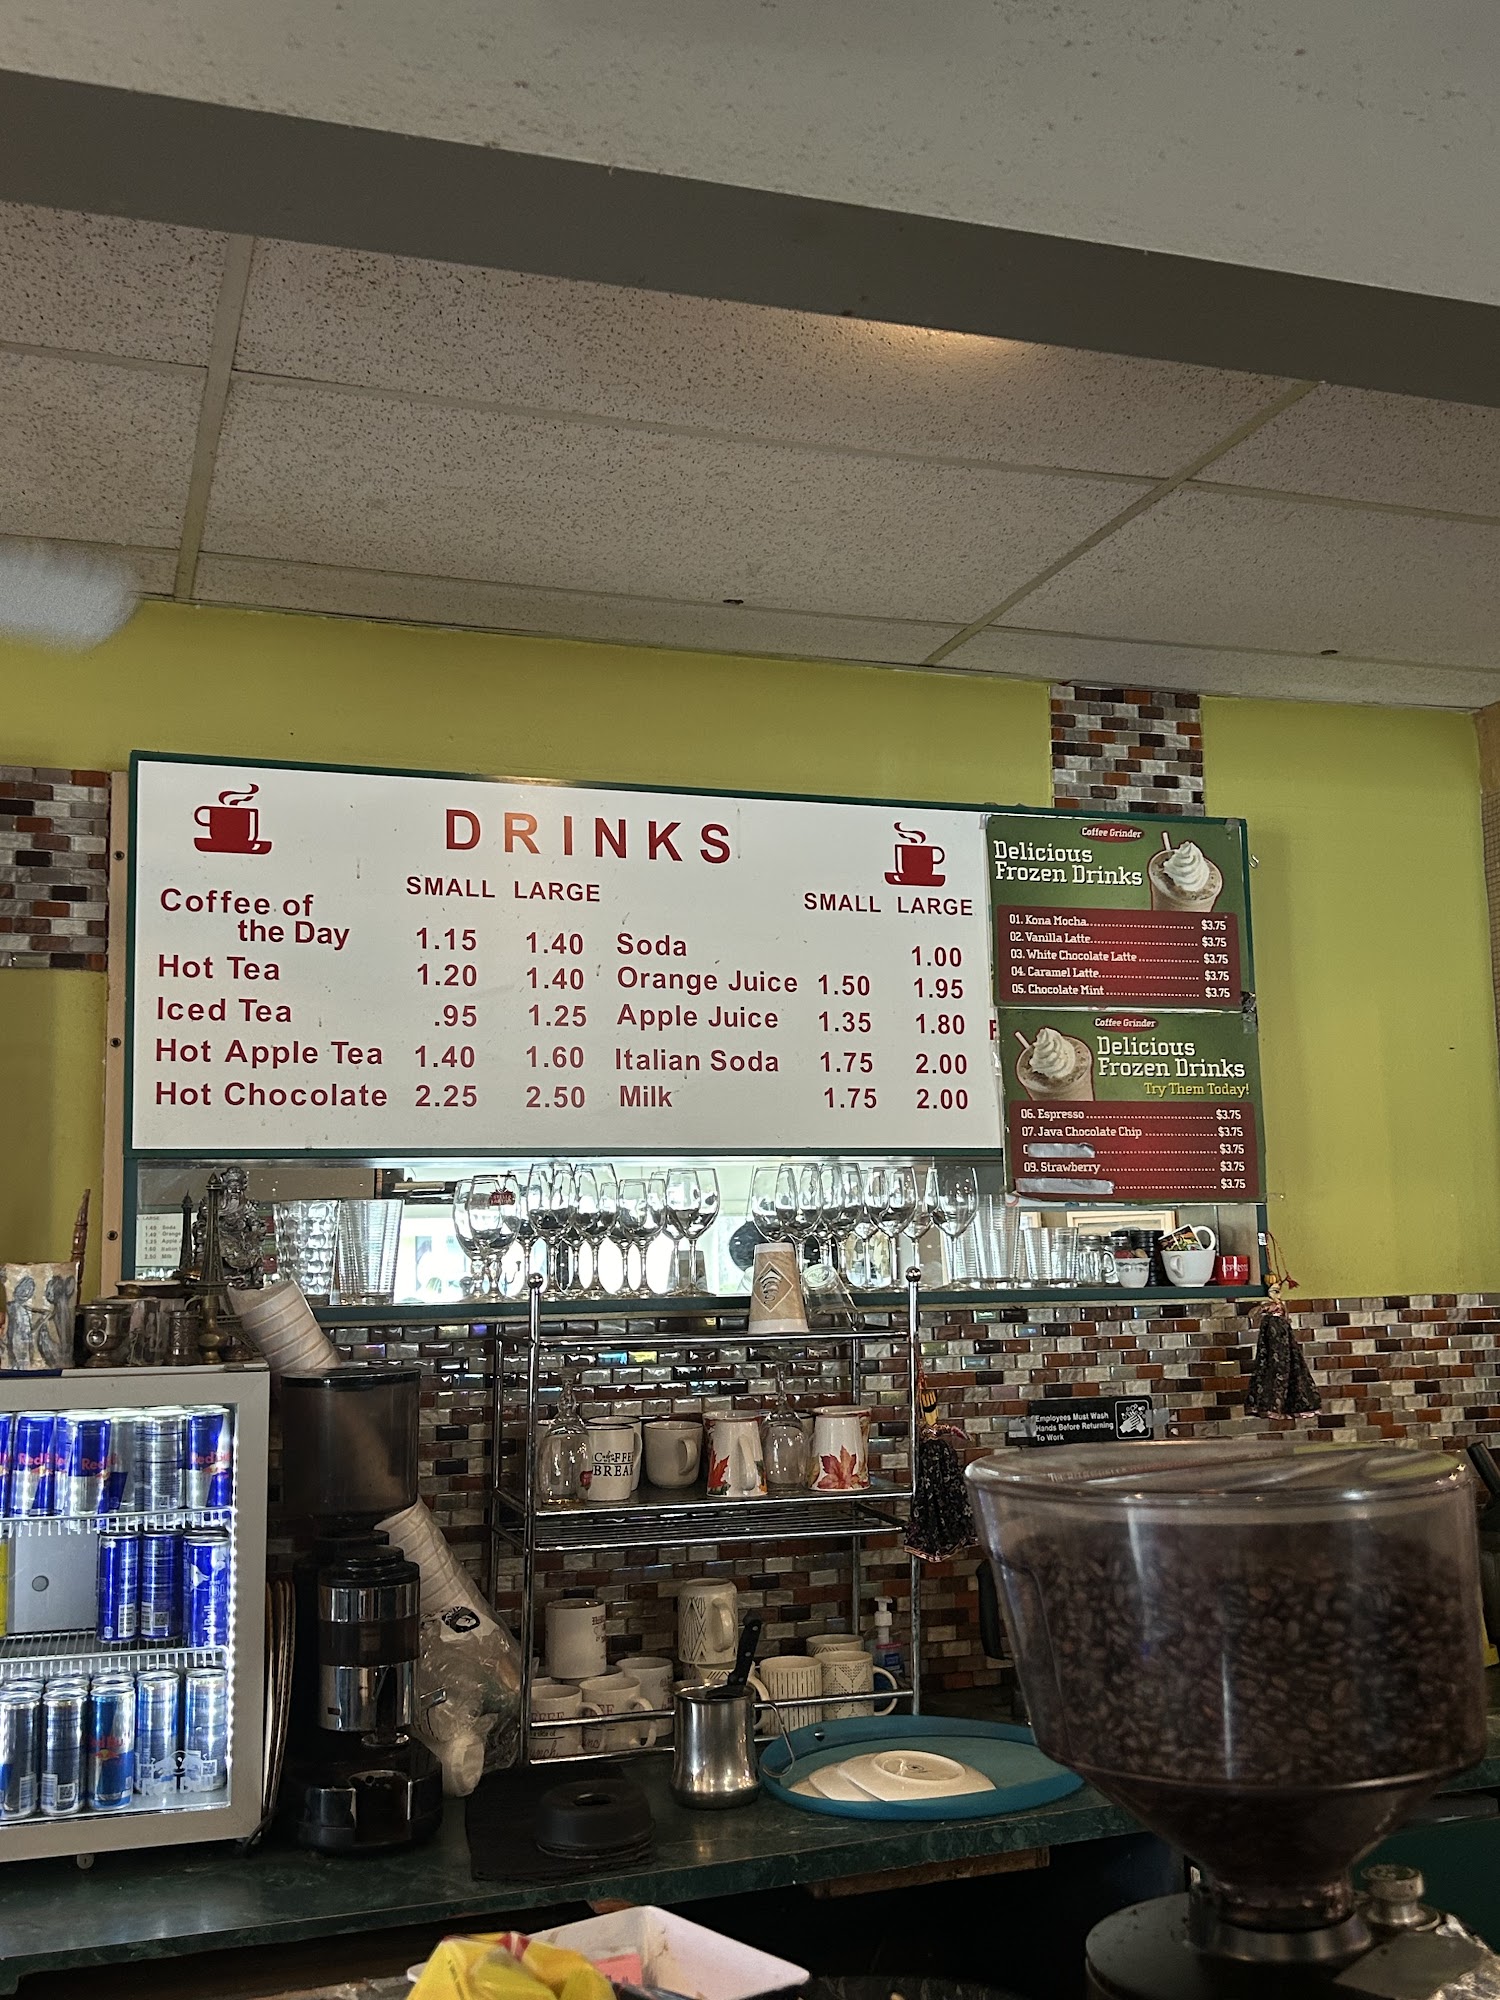 DRINKS
SMALL LARGE
Coffee of
the Day 1.15 1.40
Hot Tea 1.20 1.40
Iced Tea .95 1.25
Hot Apple Tea 1.40 1.60
Hot Chocolate 2.25 2.50
SMALL LARGE
Soda 1.00
Orange Juice 1.50 1.95
Apple Juice 1.35 1.80
Italian Soda 1.75 2.00
Milk 1.75 2.00
Coffee Grinder
Delicious
Frozen Drinks
01. Kona Mocha $3.75
02. Vanilla Latte $3.75
03. White Chocolate Latte $3.75
04. Caramel Latte $3.75
05. Chocolate Mint $3.75
Coffee Grinder
Delicious
Frozen Drinks
Try Them Today!
06. Espresso $3.75
07. Java Chocolate Chip $3.75
$3.75
09. Strawberry $3.75
$3.75
Employees Must Wash
Hands Before Returning
To Work
COFFEE
BREAK
Red Bull